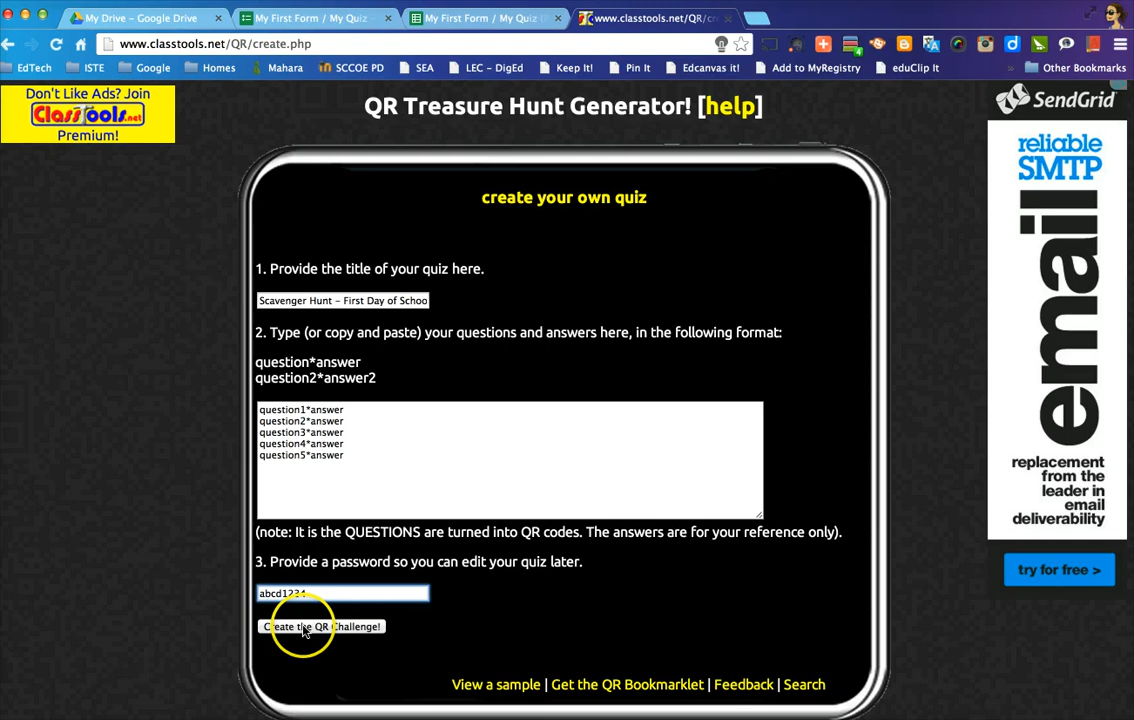 My Drive – Google Drive
My First Form / My Quiz –
My First Form / My Quiz (
www.classtools.net/QR/cr
www.classtools.net/QR/create.php
EdTech ISTE Google Homes Mahara SCCOE PD SEA LEC – DigEd Keep It! Pin It Edcanvas it! Add to MyRegistry eduClip It » Other Bookmarks
Don't Like Ads? Join
ClassTools.net
Premium!
QR Treasure Hunt Generator! [help]
SendGrid
reliable
SMTP
email
replacement
from the
leader in
email
deliverability
try for free >
create your own quiz
1. Provide the title of your quiz here.
Scavenger Hunt – First Day of Schoo
2. Type (or copy and paste) your questions and answers here, in the following format:
question*answer
question2*answer2
question1*answer
question2*answer
question3*answer
question4*answer
question5*answer
(note: It is the QUESTIONS are turned into QR codes. The answers are for your reference only).
3. Provide a password so you can edit your quiz later.
abcd1234
Create the QR Challenge!
View a sample | Get the QR Bookmarklet | Feedback | Search